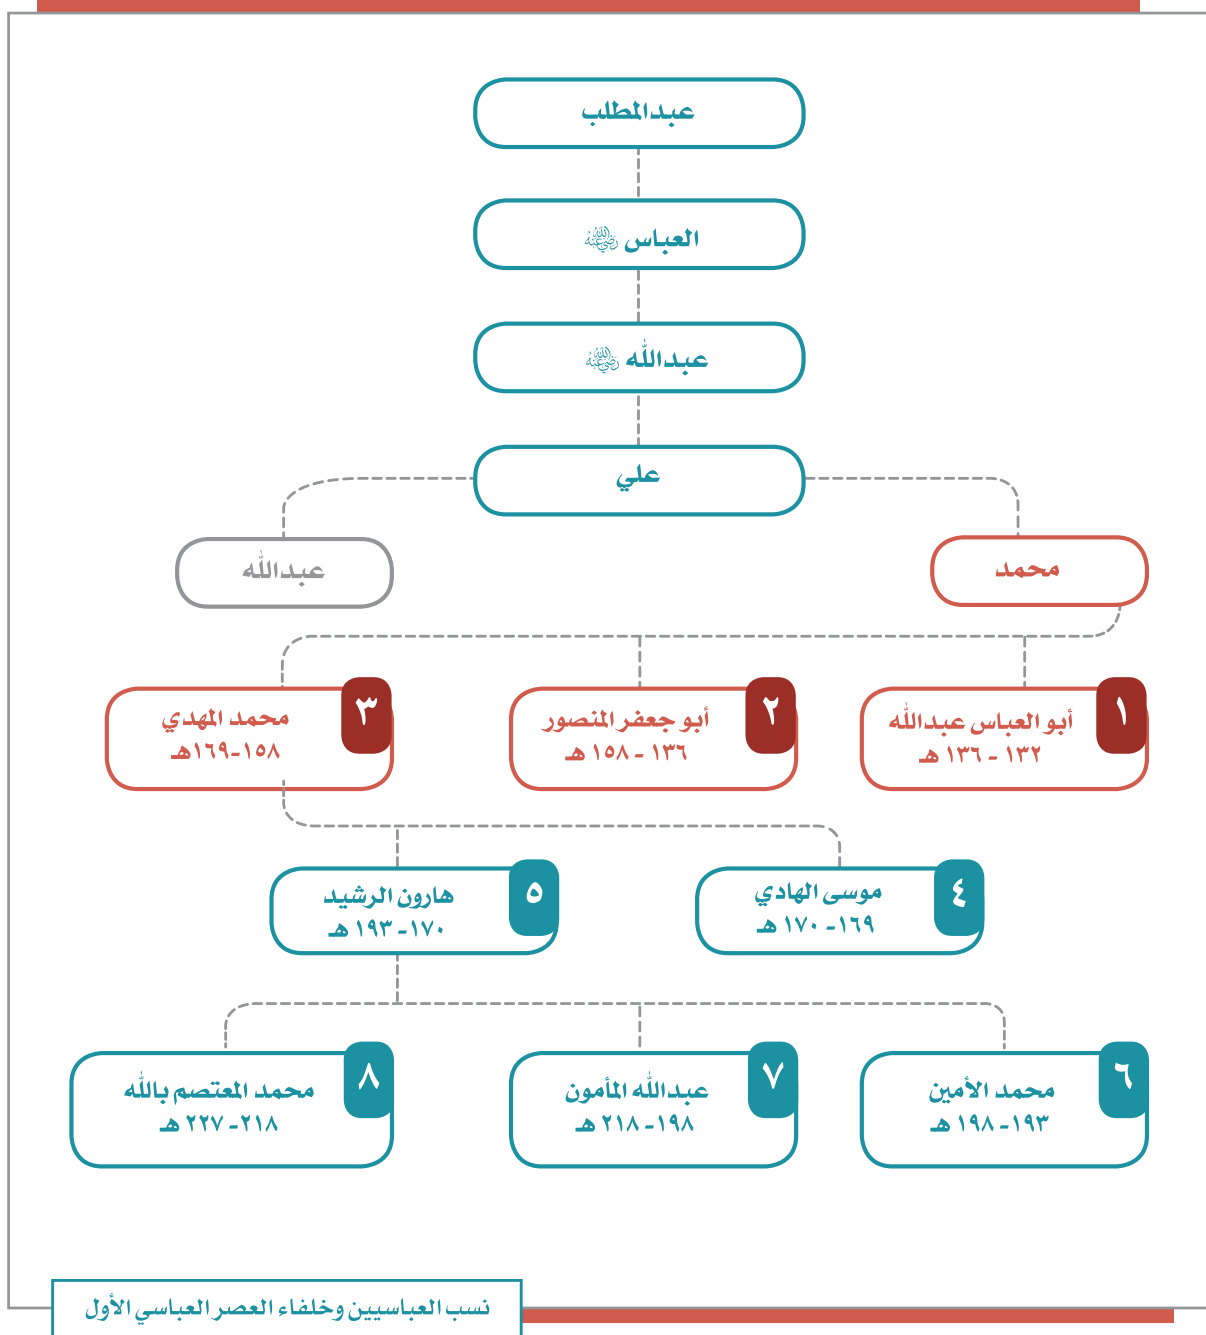 عبدالمطلب
العباس رضي الله عنه
عبدالله رضي الله عنه
علي
محمد
عبدالله
١
أبو العباس عبدالله
١٣٢ - ١٣٦ هـ
٢
أبو جعفر المنصور
١٣٦ - ١٥٨ هـ
٣
محمد المهدي
١٥٨-١٦٩هـ
٤
موسى الهادي
١٦٩- ١٧٠ هـ
٥
هارون الرشيد
١٧٠- ١٩٣ هـ
٦
محمد الأمين
١٩٣-١٩٨ هـ
٧
عبدالله المأمون
١٩٨-٢١٨ هـ
٨
محمد المعتصم بالله
٢١٨-٢٢٧ هـ
نسب العباسيين وخلفاء العصر العباسي الأول